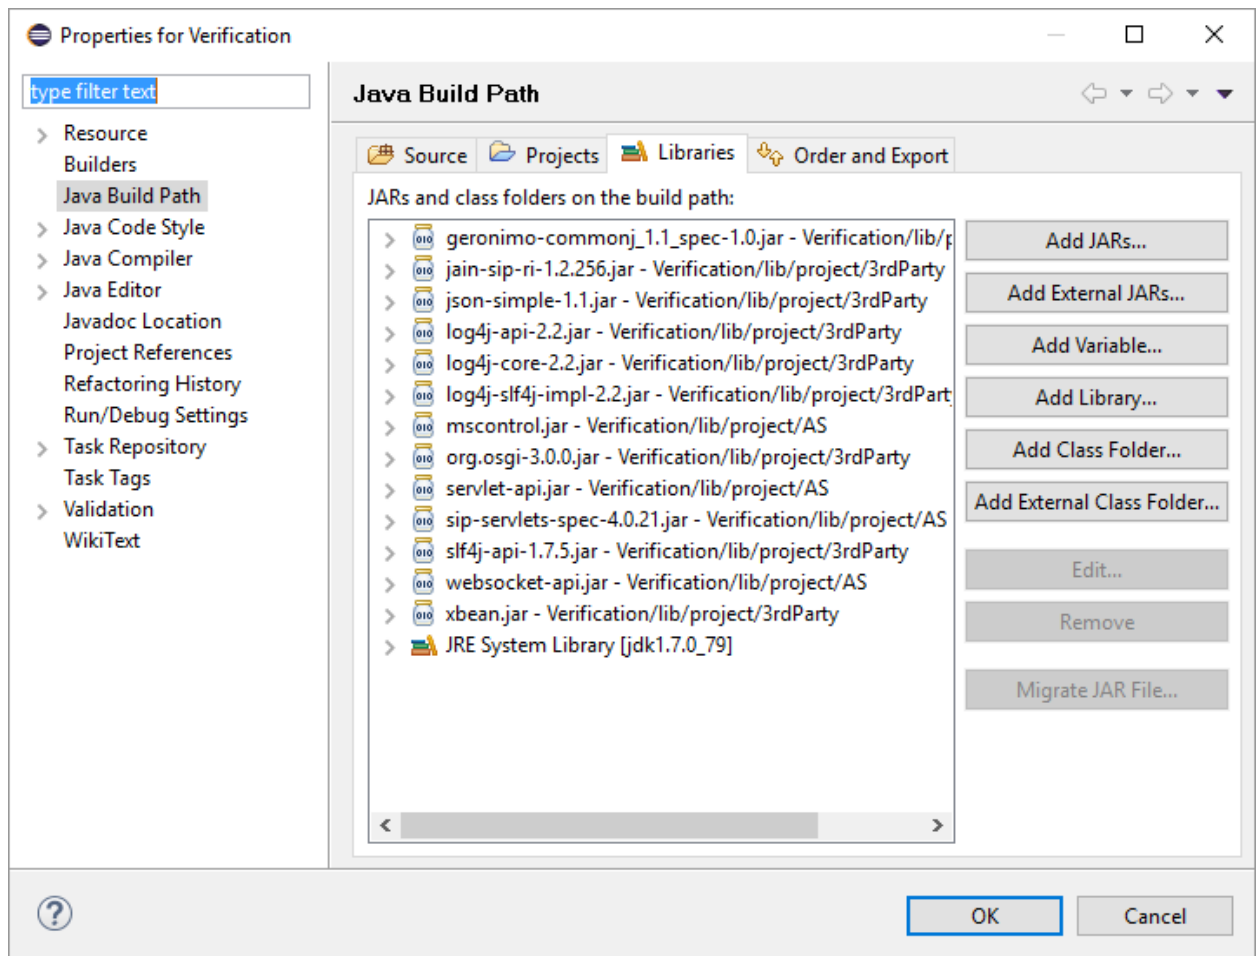 Properties for Verification
type filter text
Resource
Builders
Java Build Path
Java Code Style
Java Compiler
Java Editor
Javadoc Location
Project References
Refactoring History
Run/Debug Settings
Task Repository
Task Tags
Validation
WikiText
Java Build Path
Source Projects Libraries Order and Export
JARs and class folders on the build path:
geronimo-commonj_1.1_spec-1.0.jar - Verification/lib/p
jain-sip-ri-1.2.256.jar - Verification/lib/project/3rdParty
json-simple-1.1.jar - Verification/lib/project/3rdParty
log4j-api-2.2.jar - Verification/lib/project/3rdParty
log4j-core-2.2.jar - Verification/lib/project/3rdParty
log4j-slf4j-impl-2.2.jar - Verification/lib/project/3rdPart
mscontrol.jar - Verification/lib/project/AS
org.osgi-3.0.0.jar - Verification/lib/project/3rdParty
servlet-api.jar - Verification/lib/project/AS
sip-servlets-spec-4.0.21.jar - Verification/lib/project/AS
slf4j-api-1.7.5.jar - Verification/lib/project/3rdParty
websocket-api.jar - Verification/lib/project/AS
xbean.jar - Verification/lib/project/3rdParty
JRE System Library [jdk1.7.0_79]
Add JARs...
Add External JARs...
Add Variable...
Add Library...
Add Class Folder...
Add External Class Folder...
Edit...
Remove
Migrate JAR File...
OK Cancel